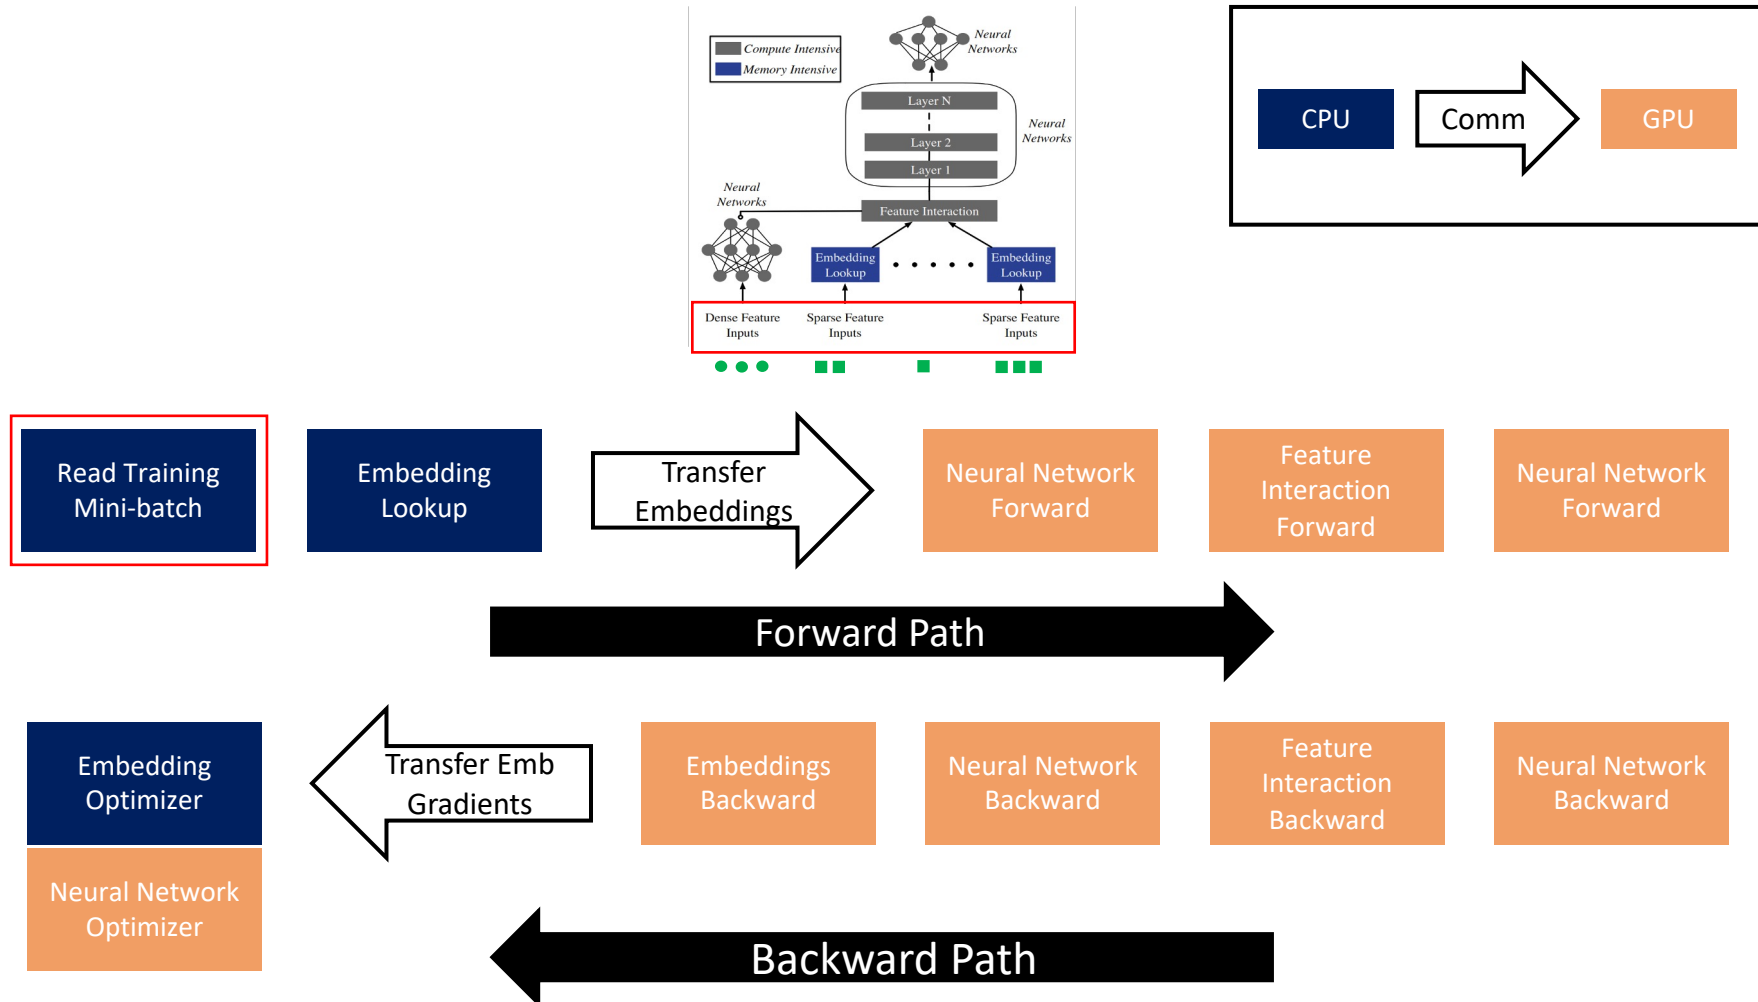 Compute Intensive
Memory Intensive
Neural
Networks
Layer N
Layer 2
Layer 1
Neural
Networks
Neural
Networks
Feature Interaction
Embedding
Lookup
Embedding
Lookup
Dense Feature
Inputs
Sparse Feature
Inputs
Sparse Feature
Inputs
CPU
Comm
GPU
Read Training
Mini-batch
Embedding
Lookup
Transfer
Embeddings
Neural Network
Forward
Feature
Interaction
Forward
Neural Network
Forward
Forward Path
Embedding
Optimizer
Transfer Emb
Gradients
Embeddings
Backward
Neural Network
Backward
Feature
Interaction
Backward
Neural Network
Backward
Neural Network
Optimizer
Backward Path